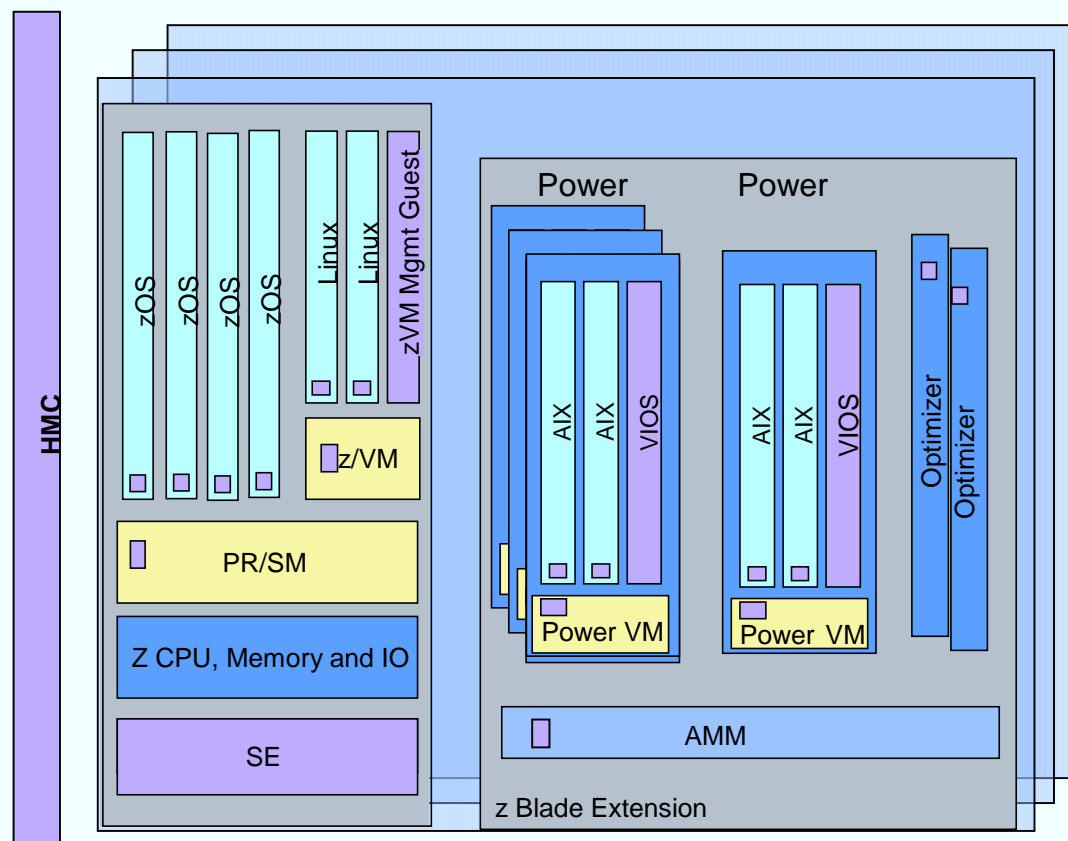 HMC
zOS
zOS
zOS
zOS
Linux
Linux
zVM Mgmt Guest
z/VM
PR/SM
Z CPU, Memory and IO
SE
Power
Power
AIX
AIX
VIOS
Power VM
AIX
AIX
VIOS
Power VM
Optimizer
Optimizer
AMM
z Blade Extension